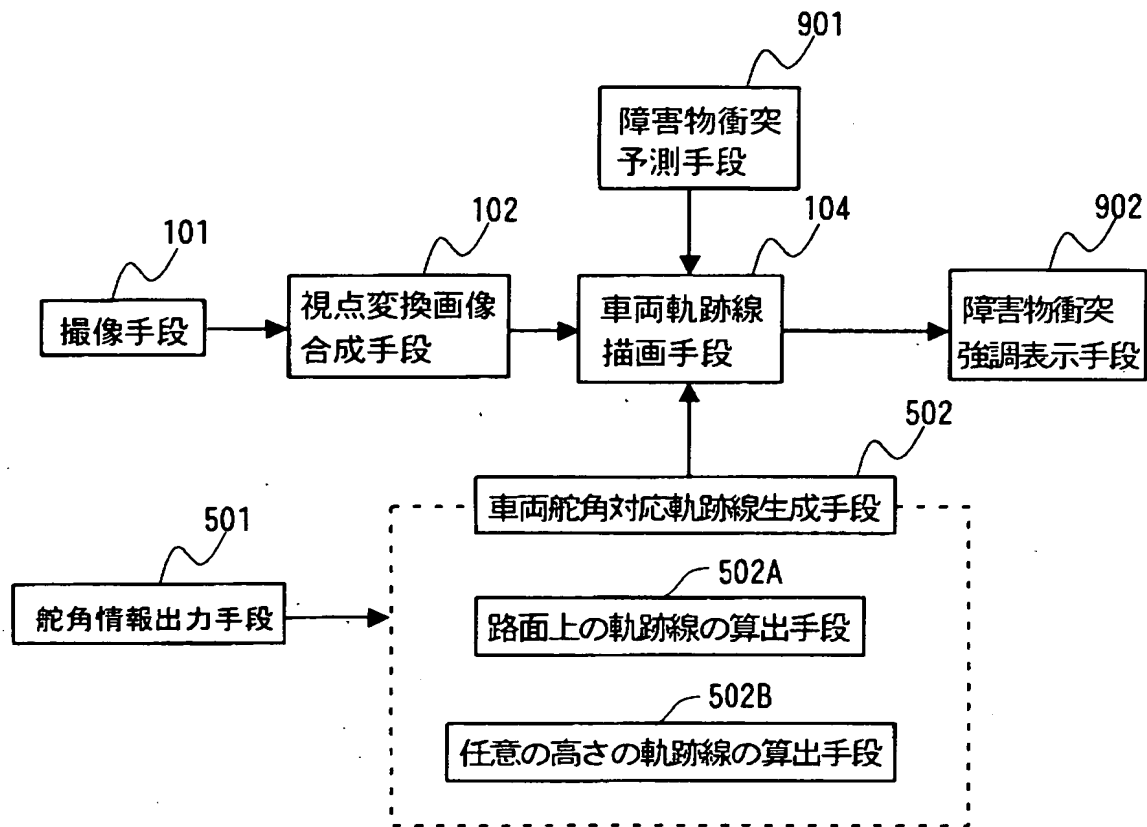 901
障害物衝突
予測手段
101
102
104
902
撮像手段
視点変換画像
合成手段
車両軌跡線
描画手段
障害物衝突
強調表示手段
502
車両舵角対応軌跡線生成手段
501
舵角情報出力手段
502A
路面上の軌跡線の算出手段
502B
任意の高さの軌跡線の算出手段